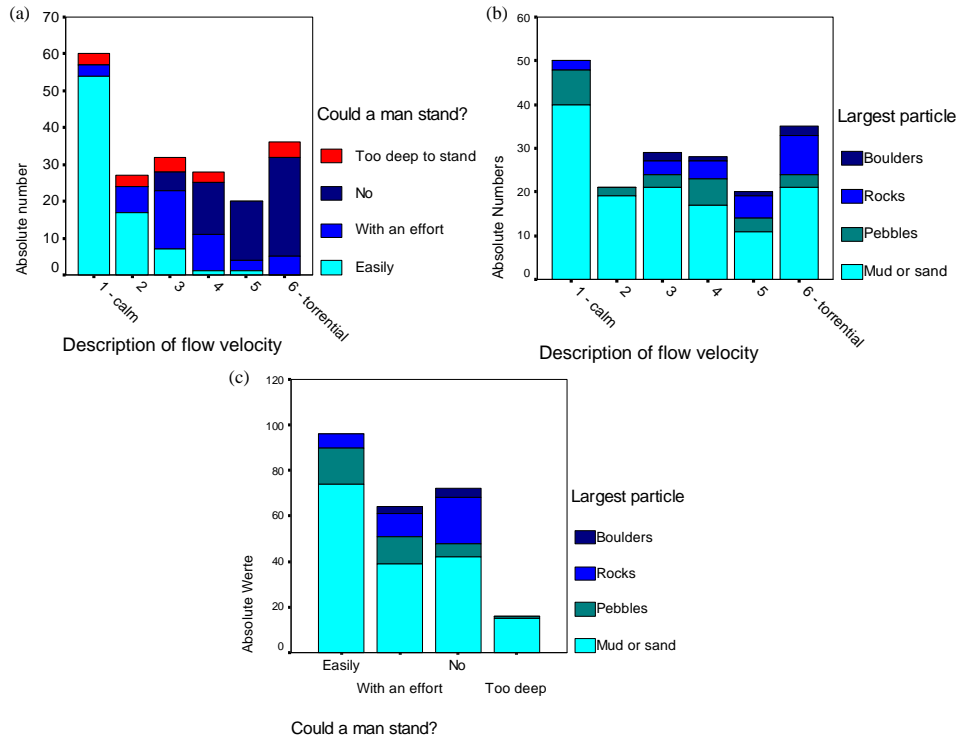 (a)
70
60
50
40
30
20
10
0
Absolute number
1 - calm
2
3
4
5
6 - torrential
Description of flow velocity
Could a man stand?
Too deep to stand
No
With an effort
Easily
(b)
60
50
40
30
20
10
0
Absolute Numbers
1 - calm
2
3
4
5
6 - torrential
Description of flow velocity
Largest particle
Boulders
Rocks
Pebbles
Mud or sand
(c)
120
100
80
60
40
20
0
Absolute Werte
Easily
No
With an effort
Too deep
Could a man stand?
Largest particle
Boulders
Rocks
Pebbles
Mud or sand